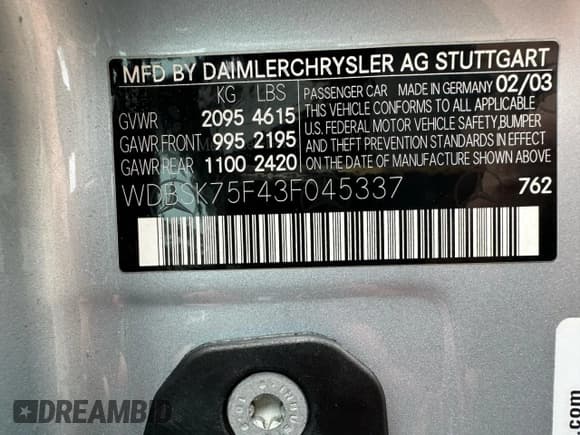 MFD BY DAIMLERCHRYSLER AG STUTTGART
KG LBS
GVWR 2095 4615
GAWR FRONT 995 2195
GAWR REAR 1100 2420
PASSENGER CAR MADE IN GERMANY 02/03
THIS VEHICLE CONFORMS TO ALL APPLICABLE
U.S. FEDERAL MOTOR VEHICLE SAFETY,BUMPER
AND THEFT PREVENTION STANDARDS IN EFFECT
ON THE DATE OF MANUFACTURE SHOWN ABOVE
WDBSK75F43F045337 762
DREAMBID
.com